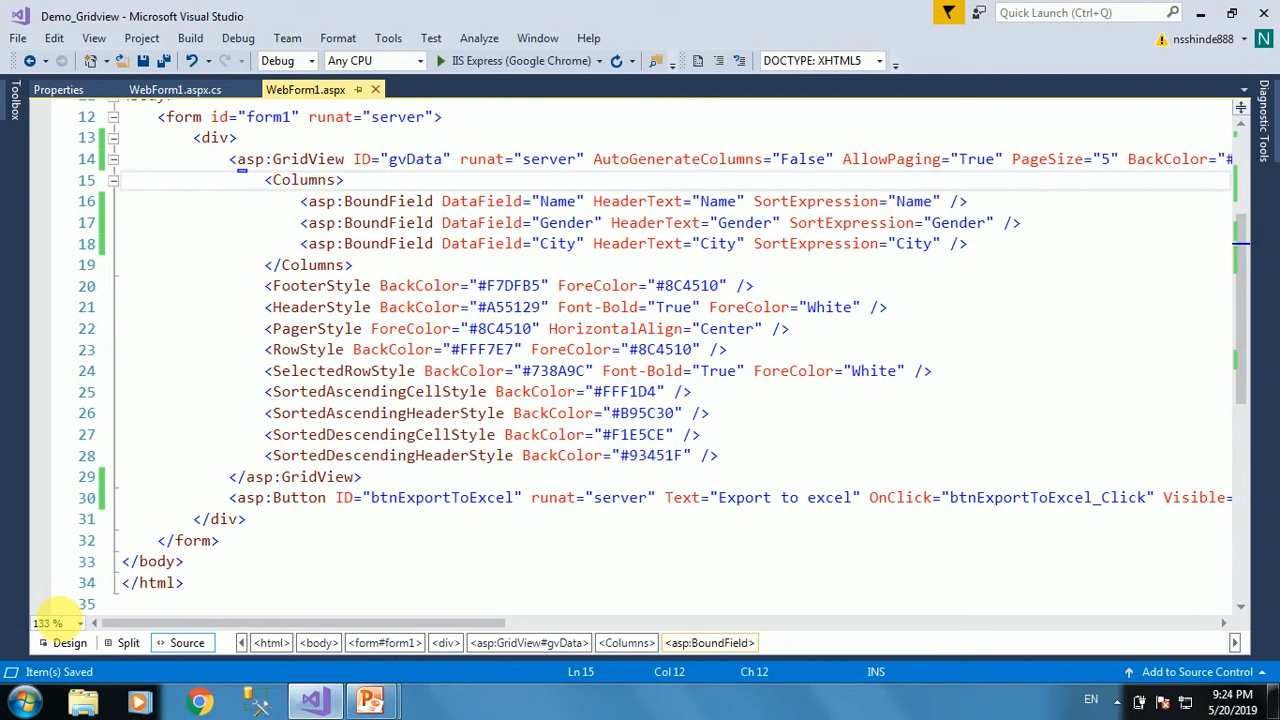 Demo_Gridview - Microsoft Visual Studio
Quick Launch (Ctrl+Q)
File Edit View Project Build Debug Team Format Tools Test Analyze Window Help
nsshinde888 N
Debug Any CPU IIS Express (Google Chrome) DOCTYPE: XHTML5
Toolbox
Properties WebForm1.aspx.cs WebForm1.aspx
Diagnostic Tools
12 <form id="form1" runat="server">
13 <div>
14 <asp:GridView ID="gvData" runat="server" AutoGenerateColumns="False" AllowPaging="True" PageSize="5" BackColor="#
15 <Columns>
16 <asp:BoundField DataField="Name" HeaderText="Name" SortExpression="Name" />
17 <asp:BoundField DataField="Gender" HeaderText="Gender" SortExpression="Gender" />
18 <asp:BoundField DataField="City" HeaderText="City" SortExpression="City" />
19 </Columns>
20 <FooterStyle BackColor="#F7DFB5" ForeColor="#8C4510" />
21 <HeaderStyle BackColor="#A55129" Font-Bold="True" ForeColor="White" />
22 <PagerStyle ForeColor="#8C4510" HorizontalAlign="Center" />
23 <RowStyle BackColor="#FFF7E7" ForeColor="#8C4510" />
24 <SelectedRowStyle BackColor="#738A9C" Font-Bold="True" ForeColor="White" />
25 <SortedAscendingCellStyle BackColor="#FFF1D4" />
26 <SortedAscendingHeaderStyle BackColor="#B95C30" />
27 <SortedDescendingCellStyle BackColor="#F1E5CE" />
28 <SortedDescendingHeaderStyle BackColor="#93451F" />
29 </asp:GridView>
30 <asp:Button ID="btnExportToExcel" runat="server" Text="Export to excel" OnClick="btnExportToExcel_Click" Visible=
31 </div>
32 </form>
33 </body>
34 </html>
35
133 %
Design Split Source <html> <body> <form#form1> <div> <asp:GridView#gvData> <Columns> <asp:BoundField>
Item(s) Saved Ln 15 Col 12 Ch 12 INS Add to Source Control
EN 9:24 PM
5/20/2019